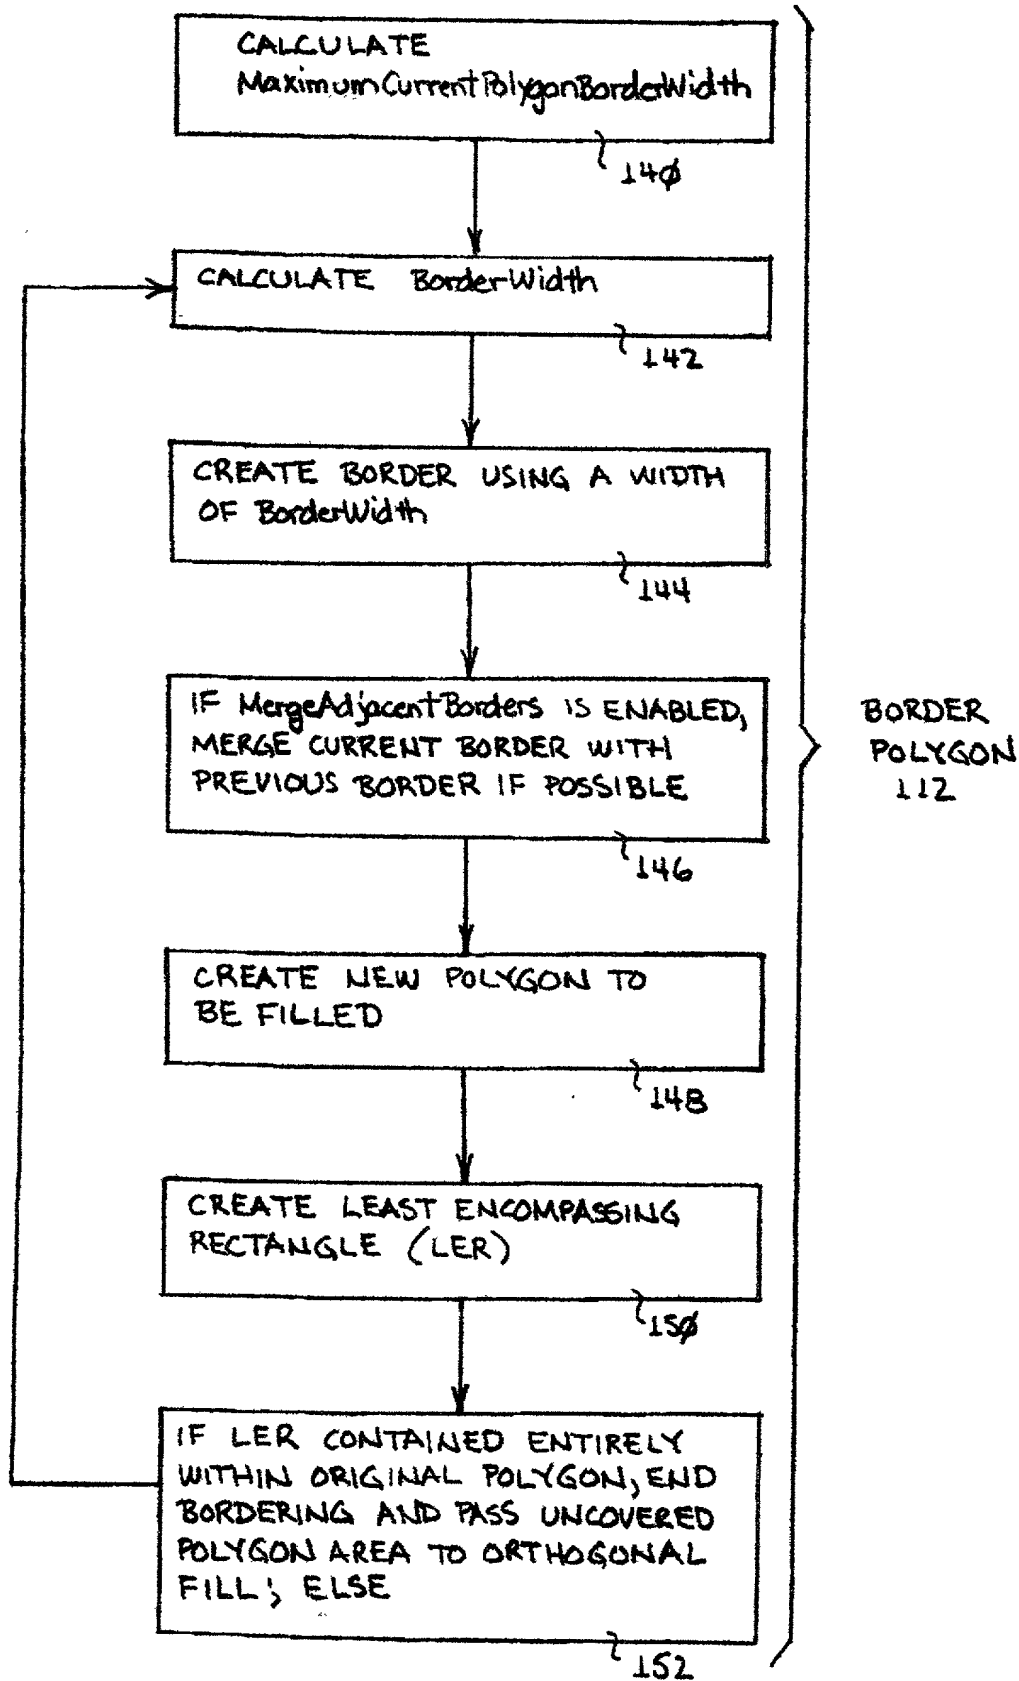 CALCULATE
MaximumCurrentPolygonBorderWidth
140
CALCULATE BorderWidth
142
CREATE BORDER USING A WIDTH
OF BorderWidth
144
IF MergeAdjacentBorders IS ENABLED,
MERGE CURRENT BORDER WITH
PREVIOUS BORDER IF POSSIBLE
146
CREATE NEW POLYGON TO
BE FILLED
148
CREATE LEAST ENCOMPASSING
RECTANGLE (LER)
150
IF LER CONTAINED ENTIRELY
WITHIN ORIGINAL POLYGON, END
BORDERING AND PASS UNCOVERED
POLYGON AREA TO ORTHOGONAL
FILL; ELSE
152
BORDER
POLYGON
112